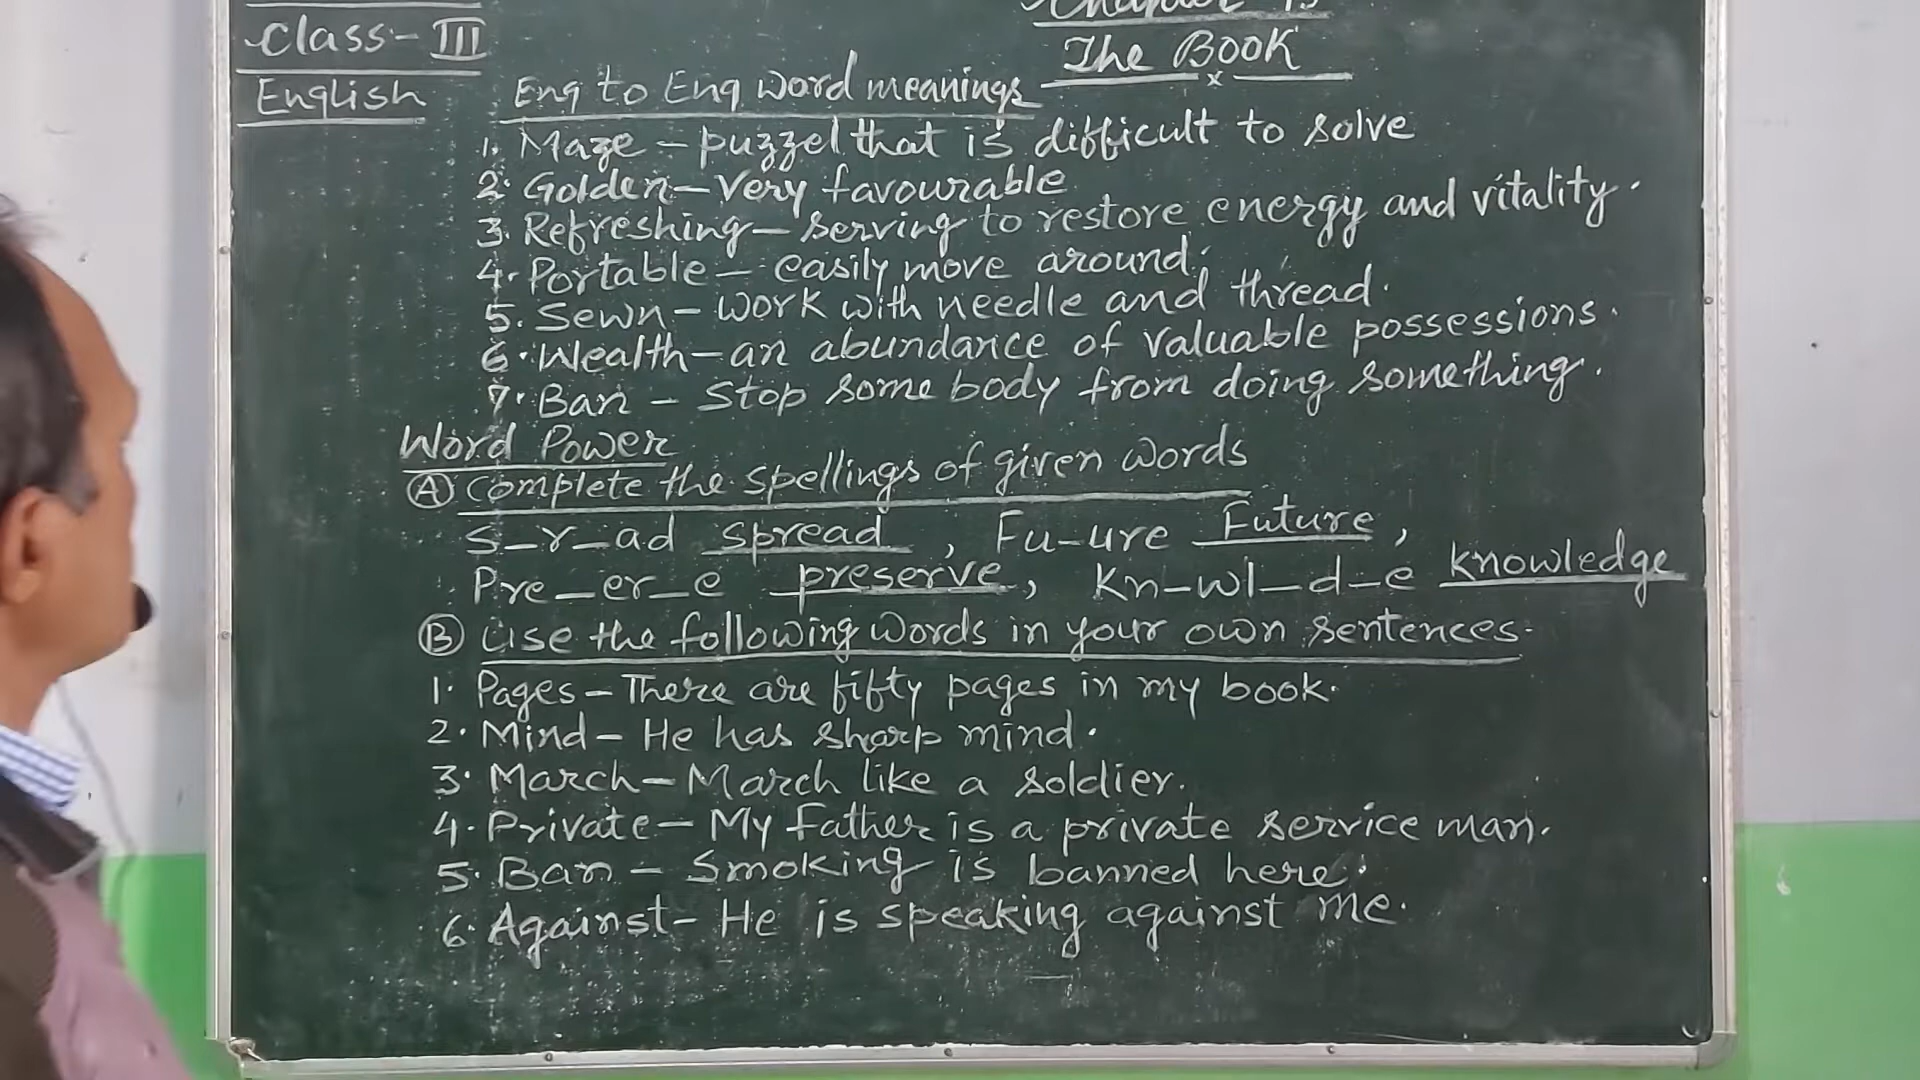 Class - III
The Book
English
Eng to Eng word meanings
1. Maze - puzzel that is difficult to solve
2. Golden - Very favourable
3. Refreshing - serving to restore energy and vitality.
4. Portable - easily move around.
5. Sewn - work with needle and thread.
6. Wealth - an abundance of valuable possessions.
7. Ban - Stop some body from doing something.
Word Power
(A) Complete the spellings of given words
S_r_ad spread, Fu_ure Future,
Pre_er_e preserve, Kn_wl_d_e knowledge
(B) Use the following words in your own sentences.
1. Pages - There are fifty pages in my book.
2. Mind - He has sharp mind.
3. March - March like a soldier.
4. Private - My Father is a private service man.
5. Ban - Smoking is banned here.
6. Against - He is speaking against me.